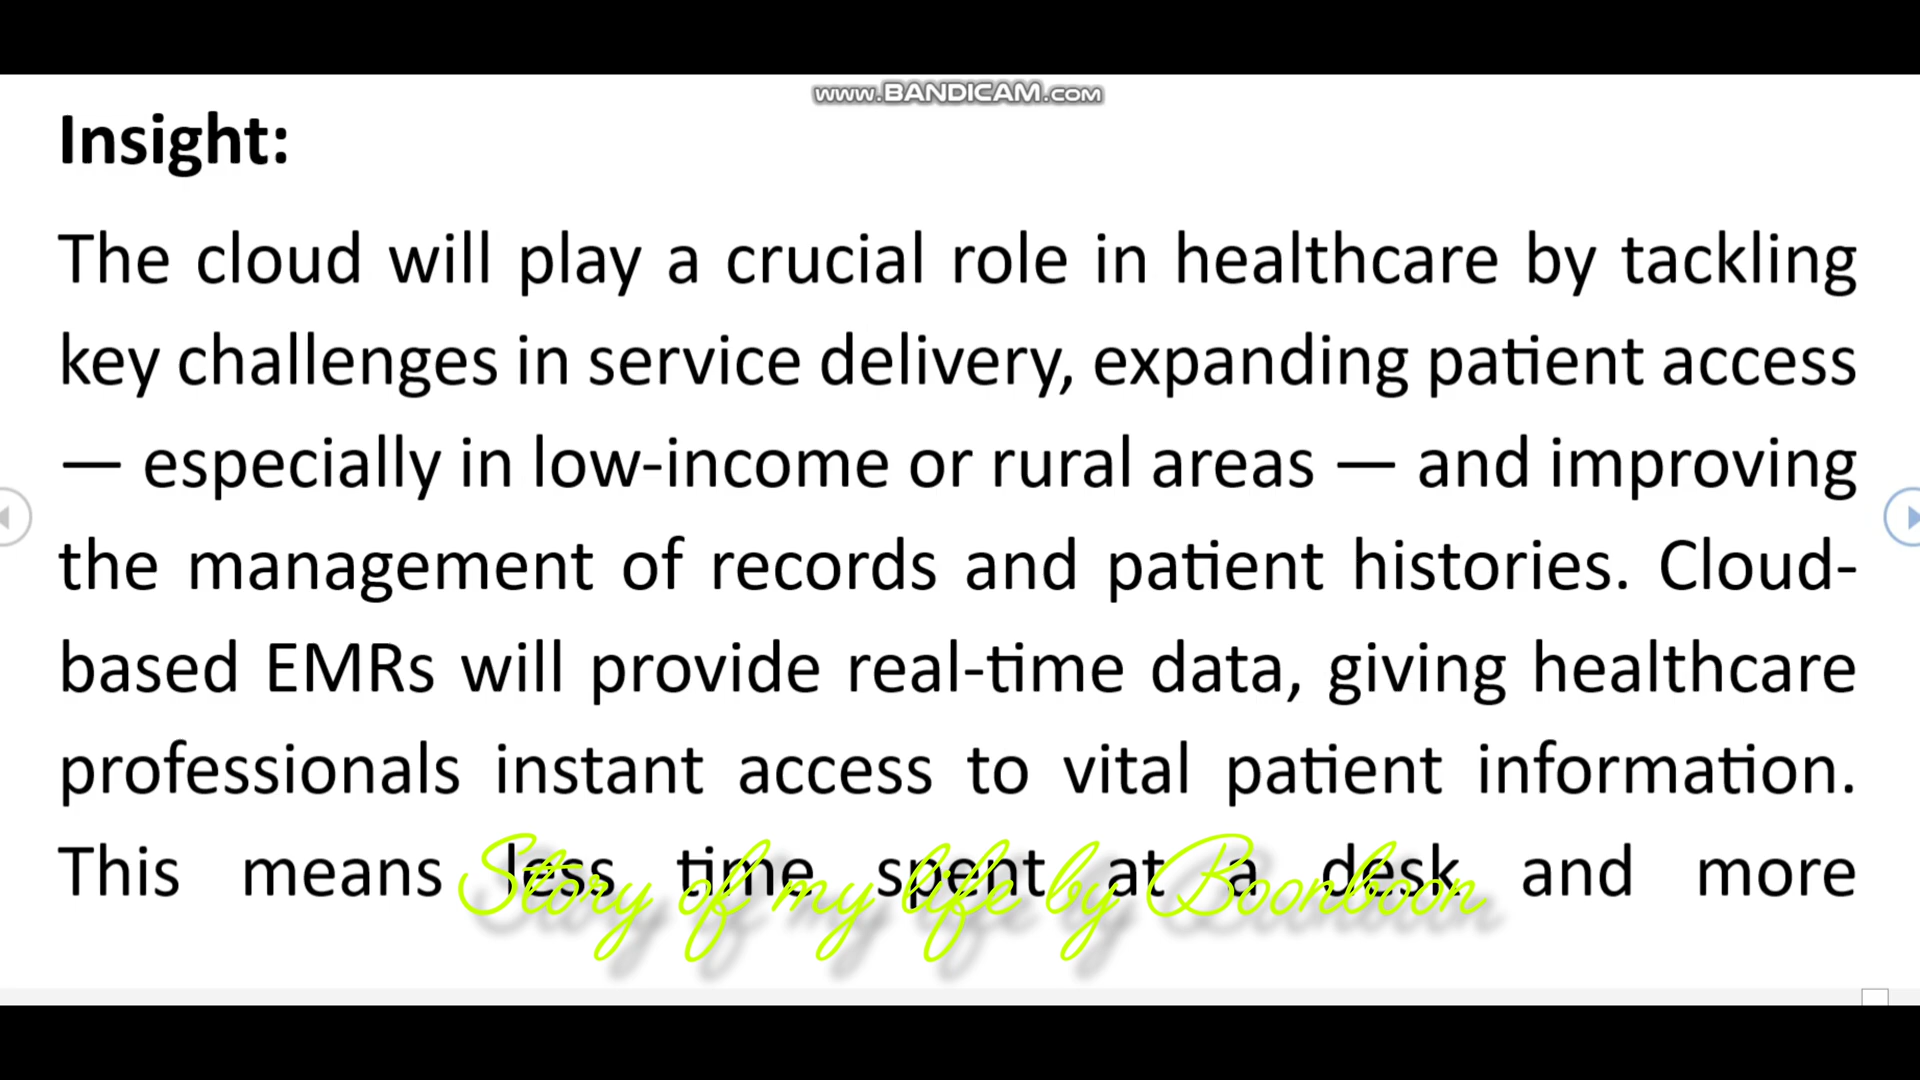 www.BANDICAM.com
Insight:
The cloud will play a crucial role in healthcare by tackling
key challenges in service delivery, expanding patient access
— especially in low-income or rural areas — and improving
the management of records and patient histories. Cloud-
based EMRs will provide real-time data, giving healthcare
professionals instant access to vital patient information.
This means less time spent at a desk and more
Story of my life by Boonboon